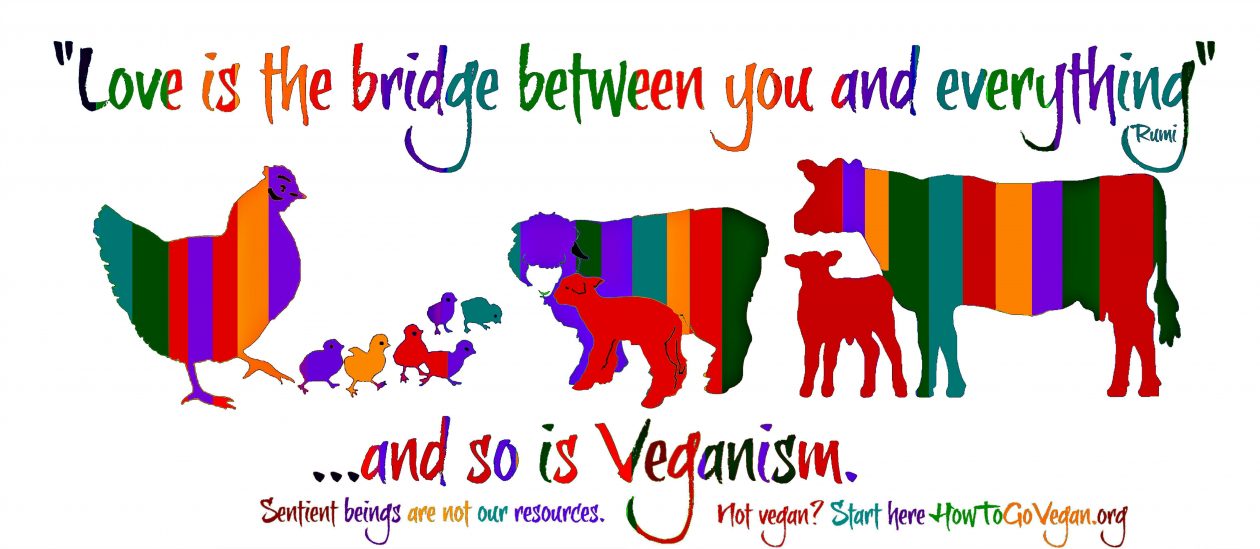 "Love is the bridge between you and everything"
Rumi
...and so is Veganism.
Sentient beings are not our resources.
Not vegan? Start here HowToGoVegan.org